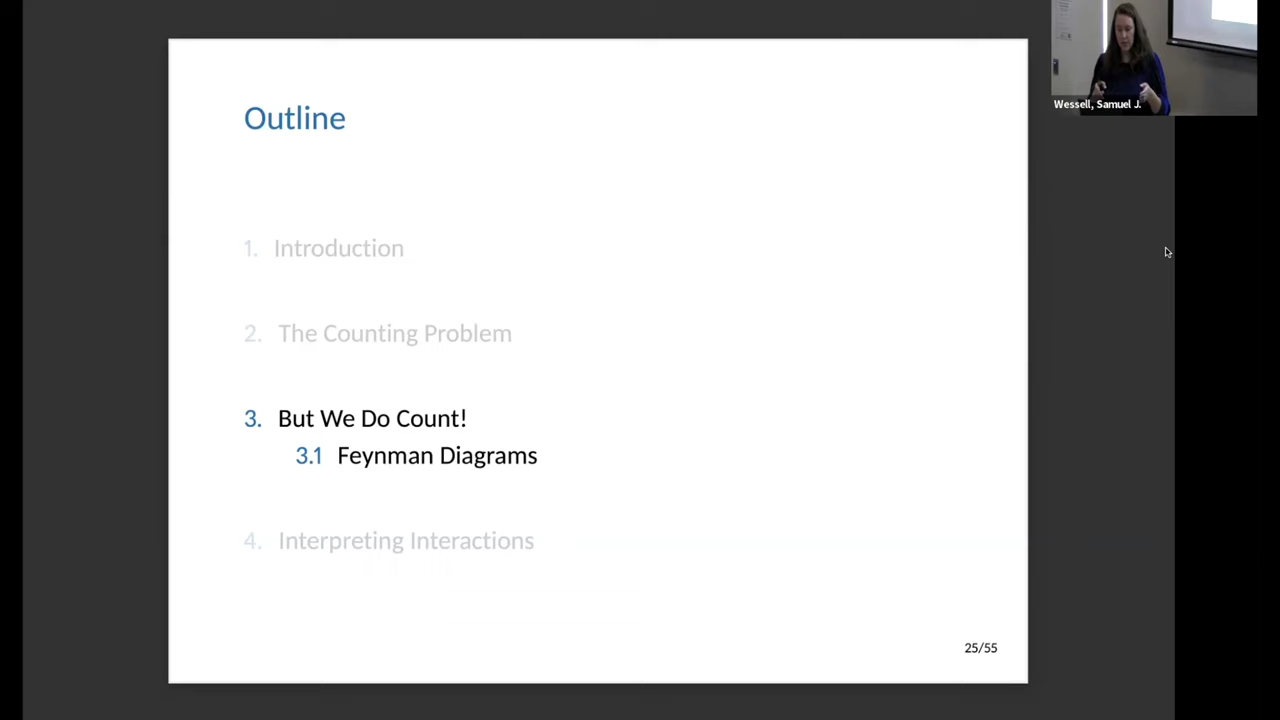 Outline
1. Introduction
2. The Counting Problem
3. But We Do Count!
3.1 Feynman Diagrams
4. Interpreting Interactions
25/55
Wessell, Samuel J.